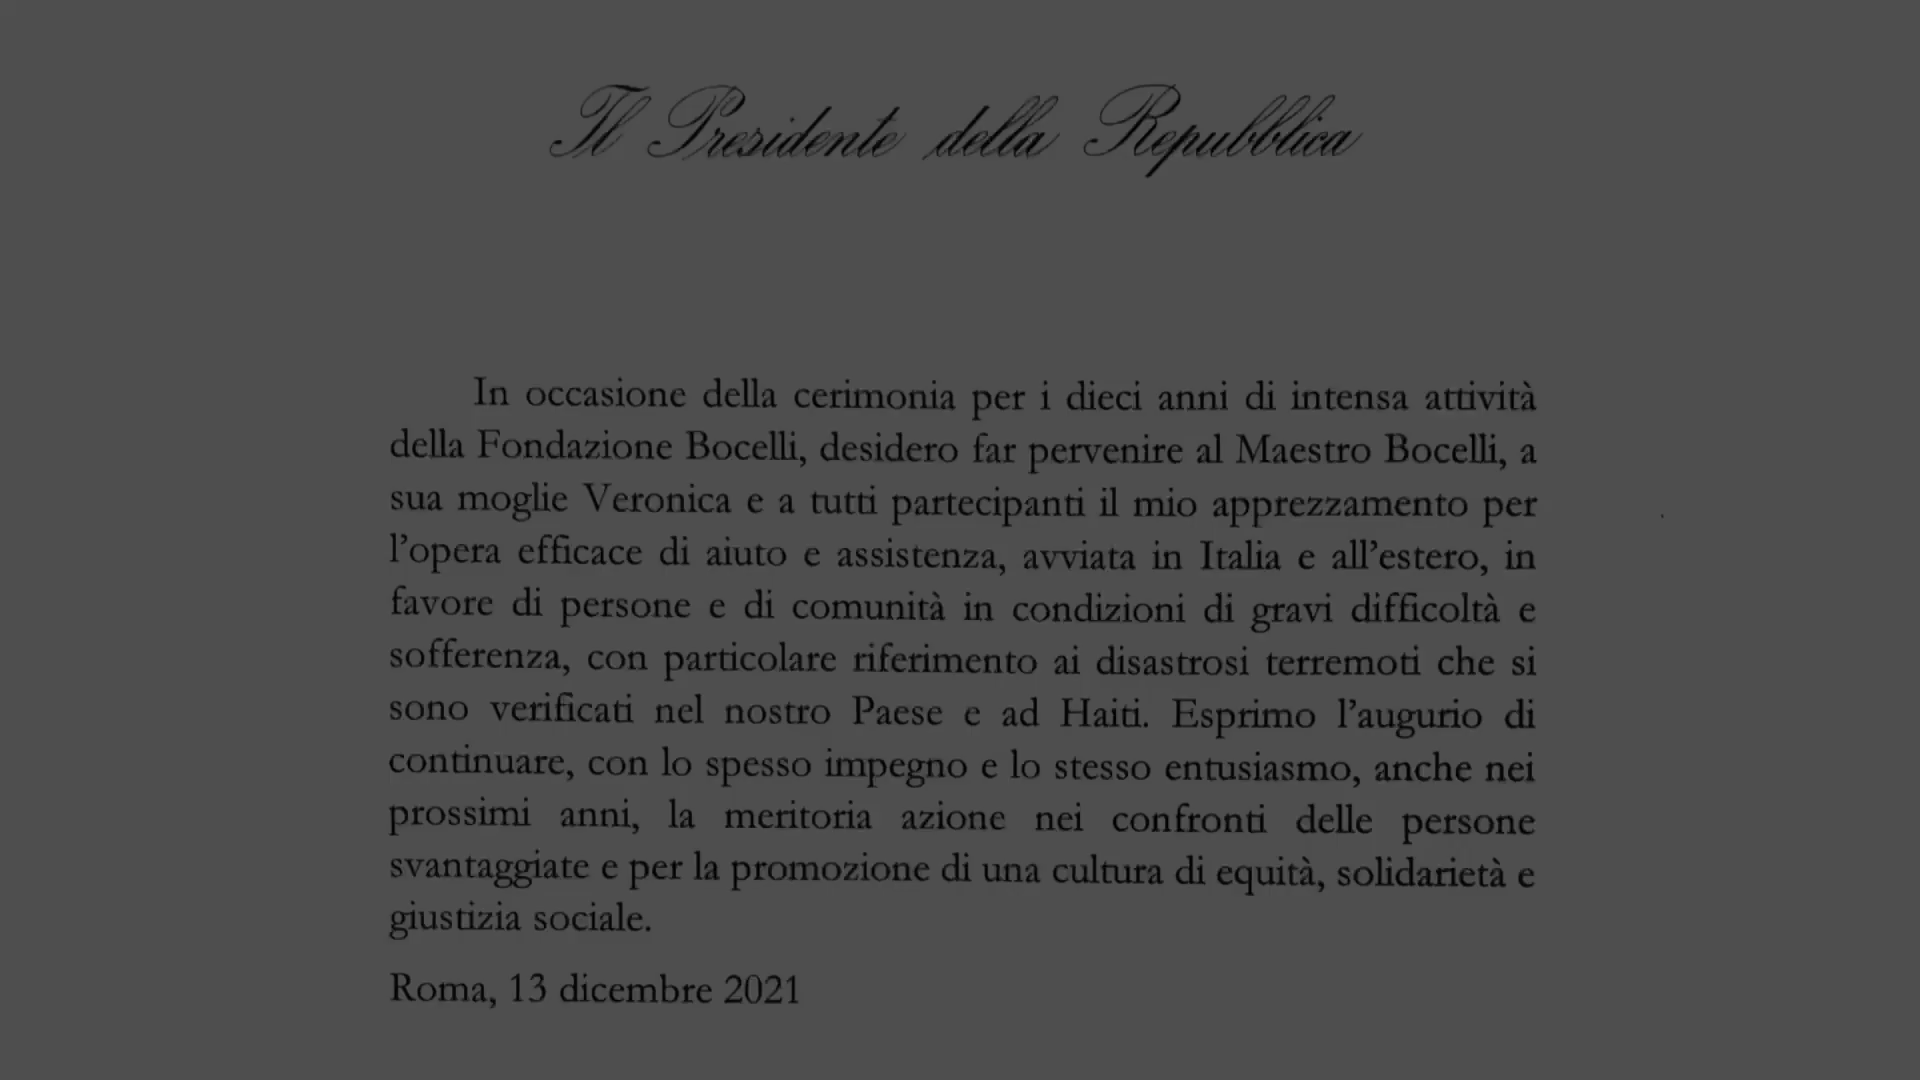 Il Presidente della Repubblica
In occasione della cerimonia per i dieci anni di intensa attività
della Fondazione Bocelli, desidero far pervenire al Maestro Bocelli, a
sua moglie Veronica e a tutti partecipanti il mio apprezzamento per
l’opera efficace di aiuto e assistenza, avviata in Italia e all’estero, in
favore di persone e di comunità in condizioni di gravi difficoltà e
sofferenza, con particolare riferimento ai disastrosi terremoti che si
sono verificati nel nostro Paese e ad Haiti. Esprimo l’augurio di
continuare, con lo spesso impegno e lo stesso entusiasmo, anche nei
prossimi anni, la meritoria azione nei confronti delle persone
svantaggiate e per la promozione di una cultura di equità, solidarietà e
giustizia sociale.
Roma, 13 dicembre 2021